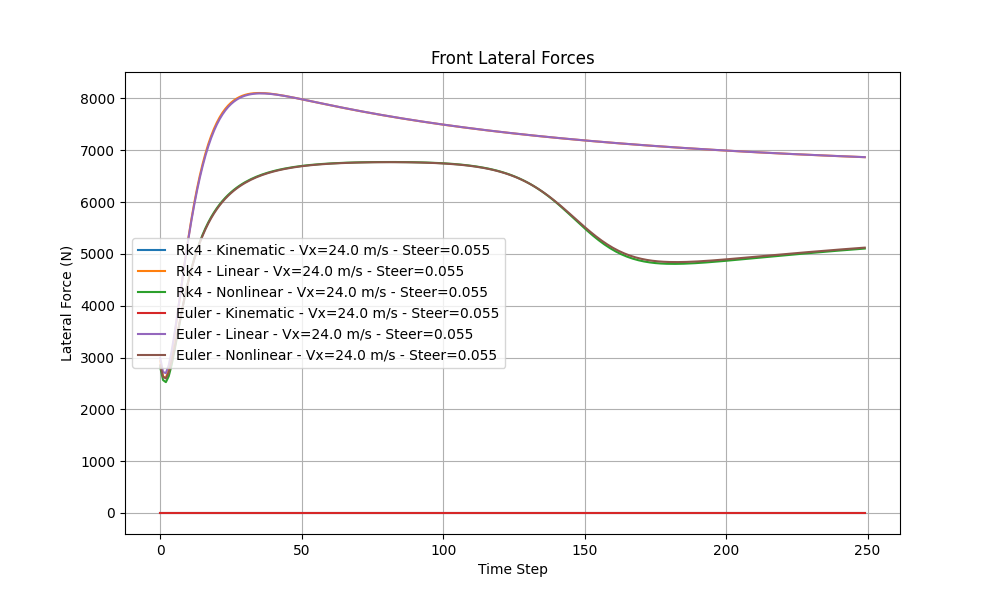 Front Lateral Forces
8000
7000
6000
5000
4000
3000
2000
1000
0
Lateral Force (N)
Rk4 - Kinematic - Vx=24.0 m/s - Steer=0.055
Rk4 - Linear - Vx=24.0 m/s - Steer=0.055
Rk4 - Nonlinear - Vx=24.0 m/s - Steer=0.055
Euler - Kinematic - Vx=24.0 m/s - Steer=0.055
Euler - Linear - Vx=24.0 m/s - Steer=0.055
Euler - Nonlinear - Vx=24.0 m/s - Steer=0.055
0 50 100 150 200 250
Time Step